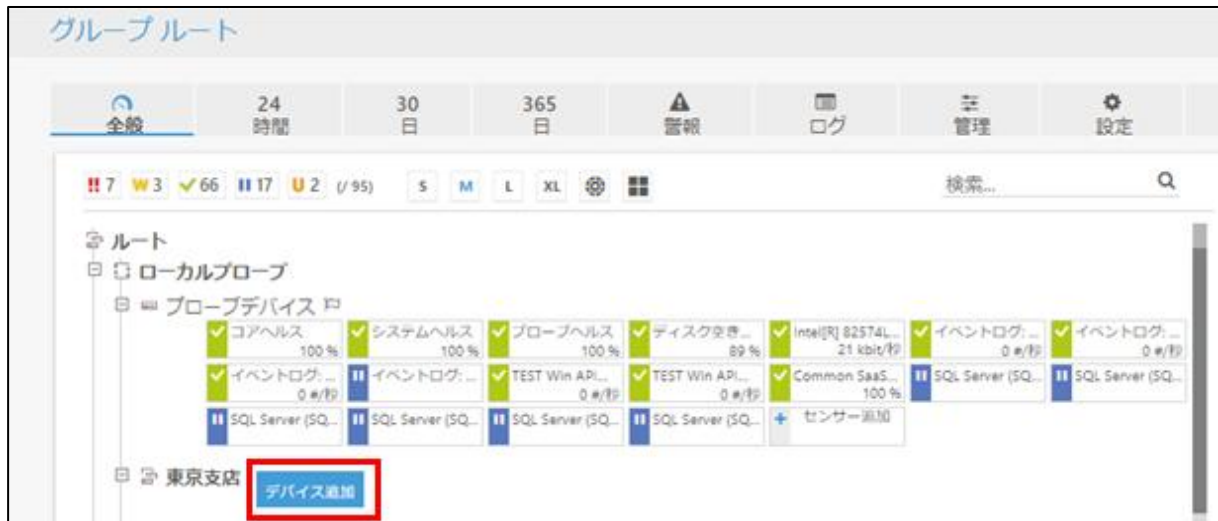 グループ ルート
全般
24
時間
30
日
365
日
警報
ログ
管理
設定
7 W 3 66 17 U 2 (/ 95) S M L XL 検索...
ルート
ローカルプローブ
プローブデバイス
コアヘルス システムヘルス プローブヘルス ディスク空き... Intel[R] 82574L... イベントログ: ... イベントログ: ...
100 % 100 % 100 % 89 % 21 kbit/秒 0 #/秒 0 #/秒
イベントログ: ... イベントログ: ... TEST Win API... TEST Win API... Common SaaS... SQL Server (SQ... SQL Server (SQ...
0 #/秒 0 #/秒 0 #/秒 100 %
SQL Server (SQ... SQL Server (SQ... SQL Server (SQ... SQL Server (SQ... + センサー追加
東京支店 デバイス追加